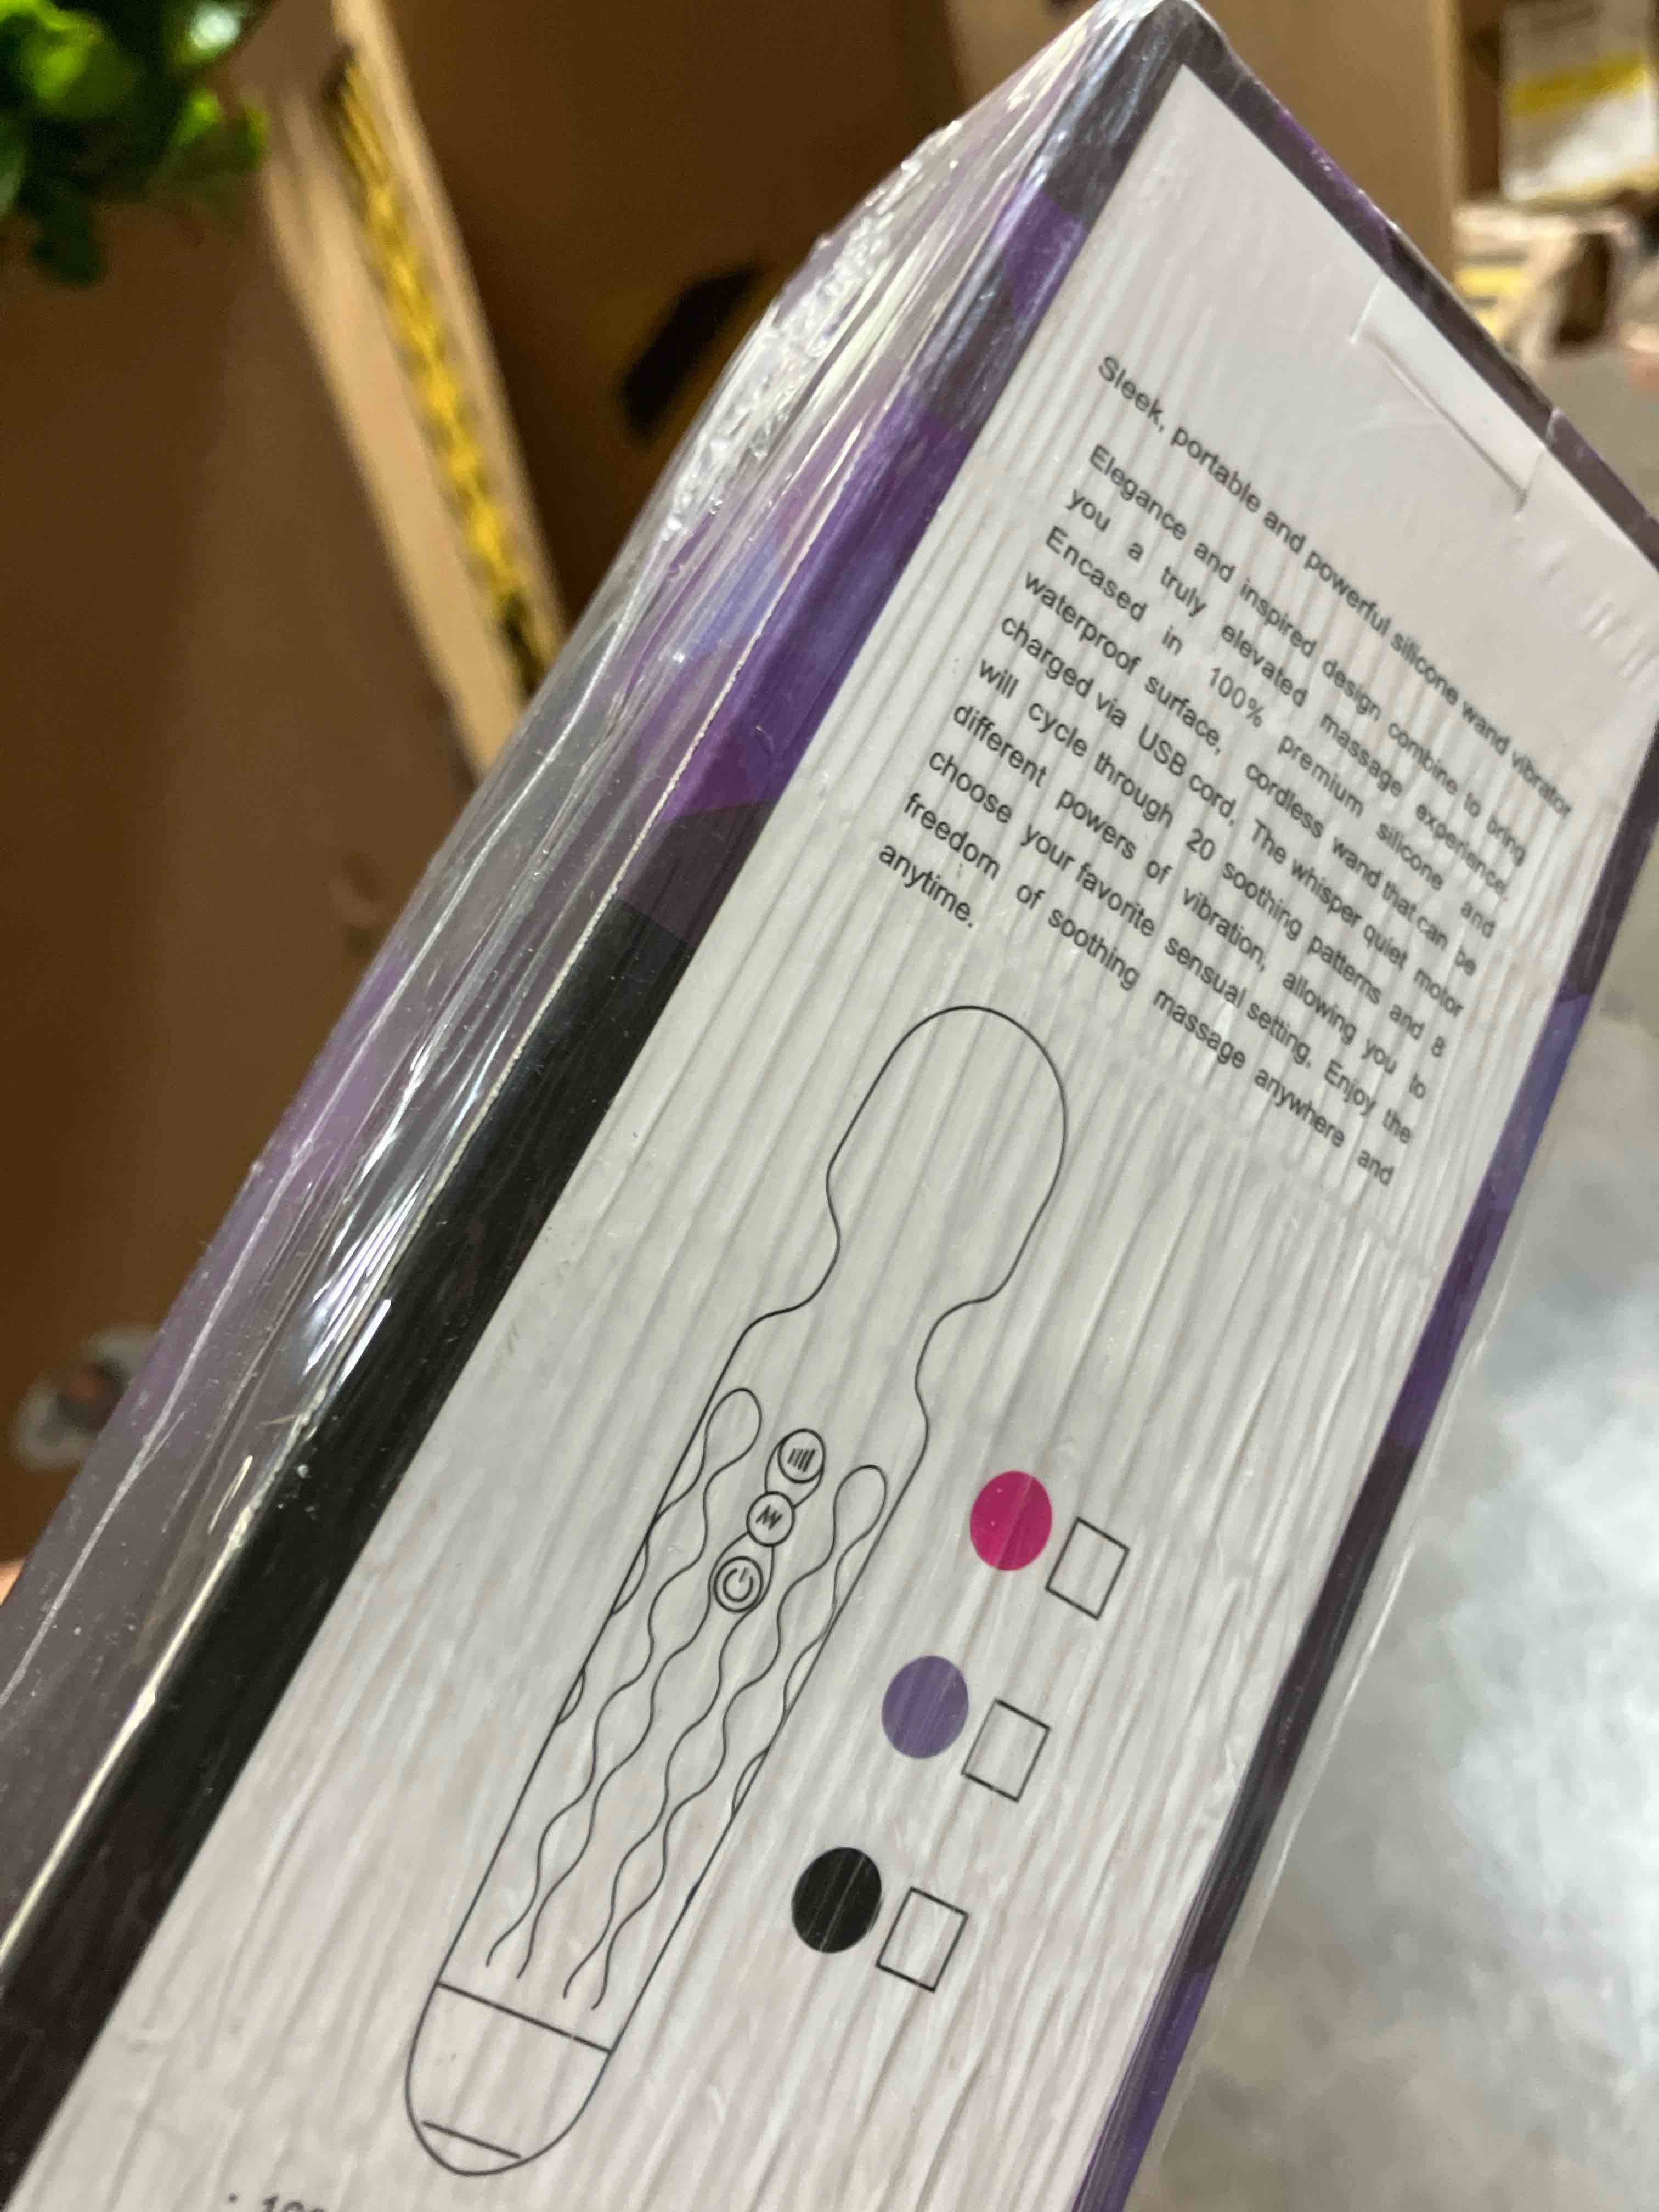 Sleek, portable and powerful silicone wand vibrator
Elegance and inspired design combine to bring
you a truly elevated massage experience.
Encased in 100% premium silicone and
waterproof surface, cordless wand that can be
charged via USB cord, The whisper quiet motor
will cycle through 20 soothing patterns and 8
different powers of vibration, allowing you to
choose your favorite sensual setting. Enjoy the
freedom of soothing massage anywhere and
anytime.